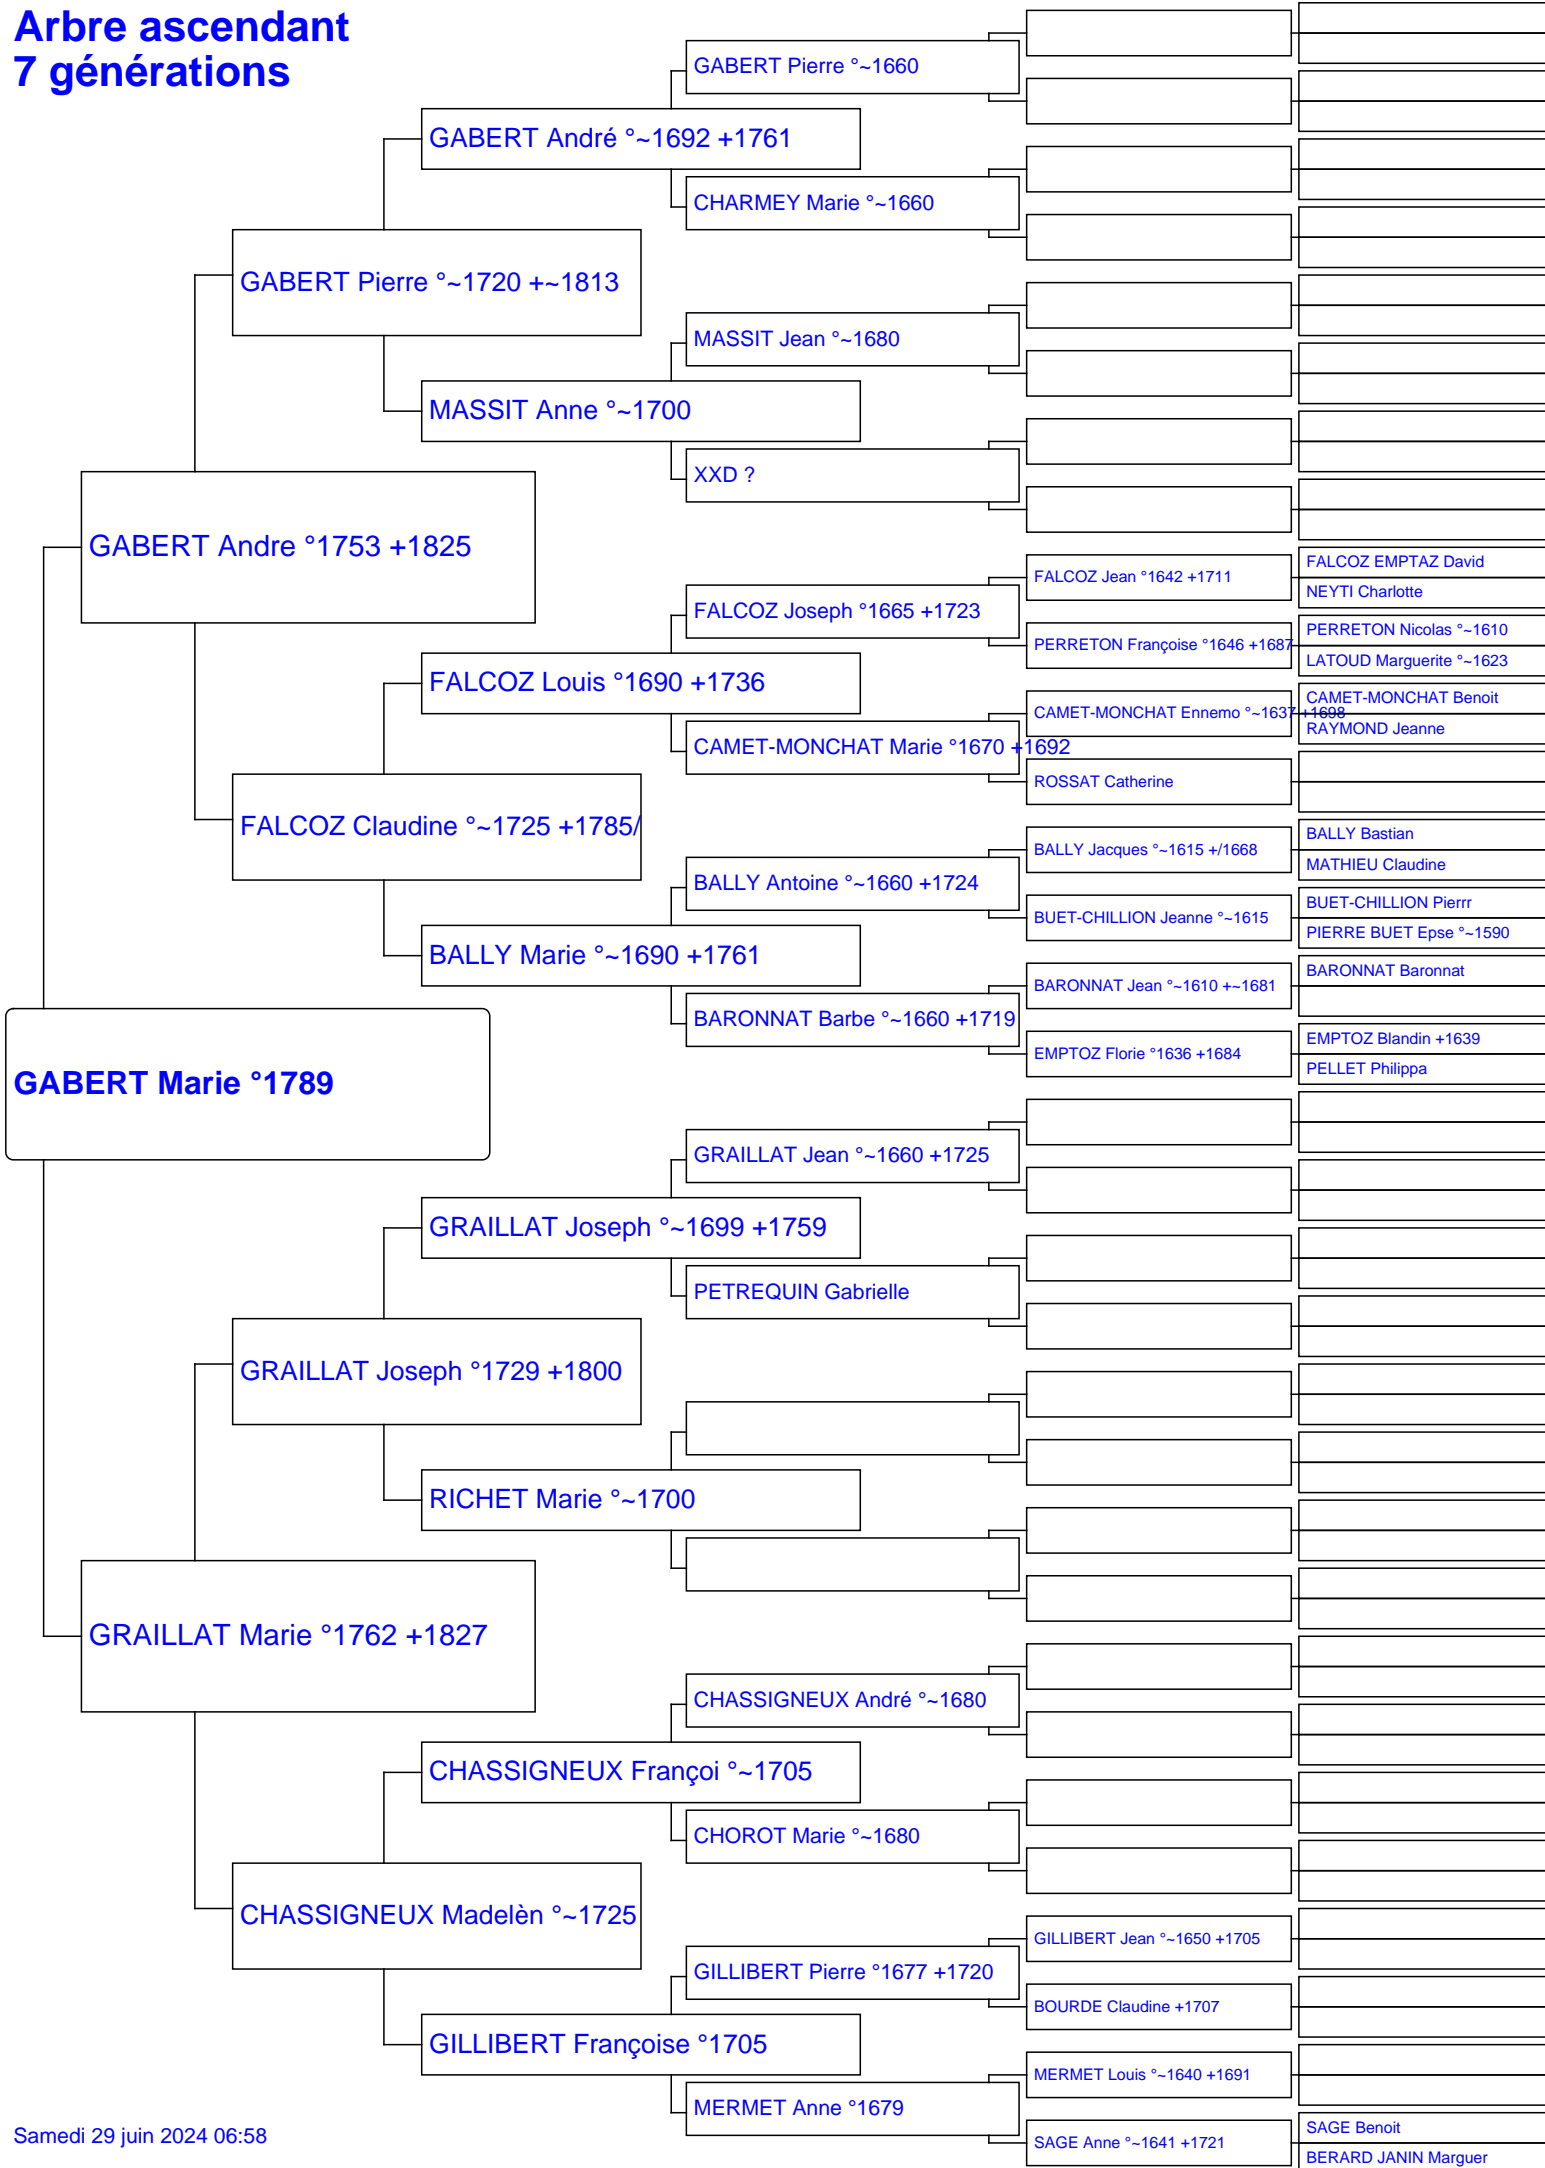 Arbre ascendant
7 générations
GABERT Pierre °~1660
GABERT André °~1692 +1761
CHARMEY Marie °~1660
GABERT Pierre °~1720 +~1813
MASSIT Jean °~1680
MASSIT Anne °~1700
XXD ?
GABERT Andre °1753 +1825
FALCOZ EMPTAZ David
FALCOZ Jean °1642 +1711
NEYTI Charlotte
FALCOZ Joseph °1665 +1723
PERRETON Nicolas °~1610
PERRETON Françoise °1646 +1687
LATOUD Marguerite °~1623
FALCOZ Louis °1690 +1736
CAMET-MONCHAT Benoit
CAMET-MONCHAT Ennemo °~1637 +1698
RAYMOND Jeanne
CAMET-MONCHAT Marie °1670 +1692
ROSSAT Catherine
FALCOZ Claudine °~1725 +1785/
BALLY Bastian
BALLY Jacques °~1615 +/1668
MATHIEU Claudine
BALLY Antoine °~1660 +1724
BUET-CHILLION Pierrr
BUET-CHILLION Jeanne °~1615
PIERRE BUET Epse °~1590
BALLY Marie °~1690 +1761
BARONNAT Baronnat
BARONNAT Jean °~1610 +~1681
BARONNAT Barbe °~1660 +1719
EMPTOZ Blandin +1639
EMPTOZ Florie °1636 +1684
PELLET Philippa
GABERT Marie °1789
GRAILLAT Jean °~1660 +1725
GRAILLAT Joseph °~1699 +1759
PETREQUIN Gabrielle
GRAILLAT Joseph °1729 +1800
RICHET Marie °~1700
GRAILLAT Marie °1762 +1827
CHASSIGNEUX André °~1680
CHASSIGNEUX Françoi °~1705
CHOROT Marie °~1680
CHASSIGNEUX Madelèn °~1725
GILLIBERT Jean °~1650 +1705
GILLIBERT Pierre °1677 +1720
BOURDE Claudine +1707
GILLIBERT Françoise °1705
MERMET Louis °~1640 +1691
MERMET Anne °1679
SAGE Benoit
SAGE Anne °~1641 +1721
BERARD JANIN Marguer
Samedi 29 juin 2024 06:58